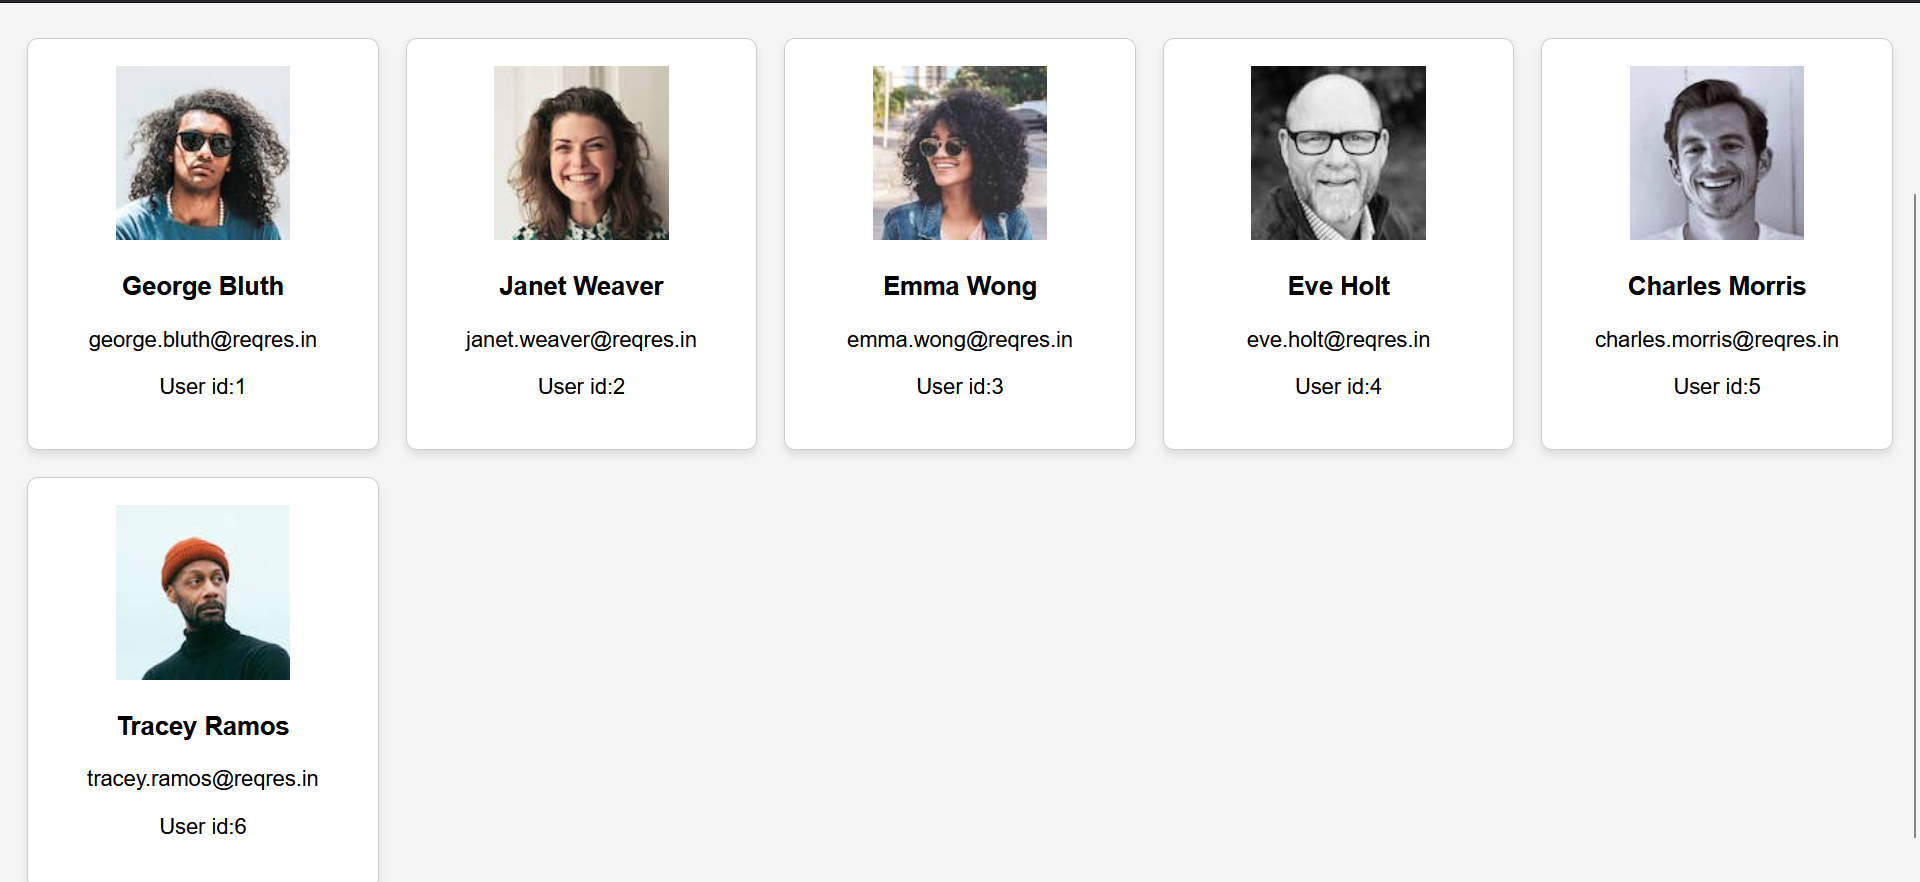 George Bluth
george.bluth@reqres.in
User id:1
Janet Weaver
janet.weaver@reqres.in
User id:2
Emma Wong
emma.wong@reqres.in
User id:3
Eve Holt
eve.holt@reqres.in
User id:4
Charles Morris
charles.morris@reqres.in
User id:5
Tracey Ramos
tracey.ramos@reqres.in
User id:6